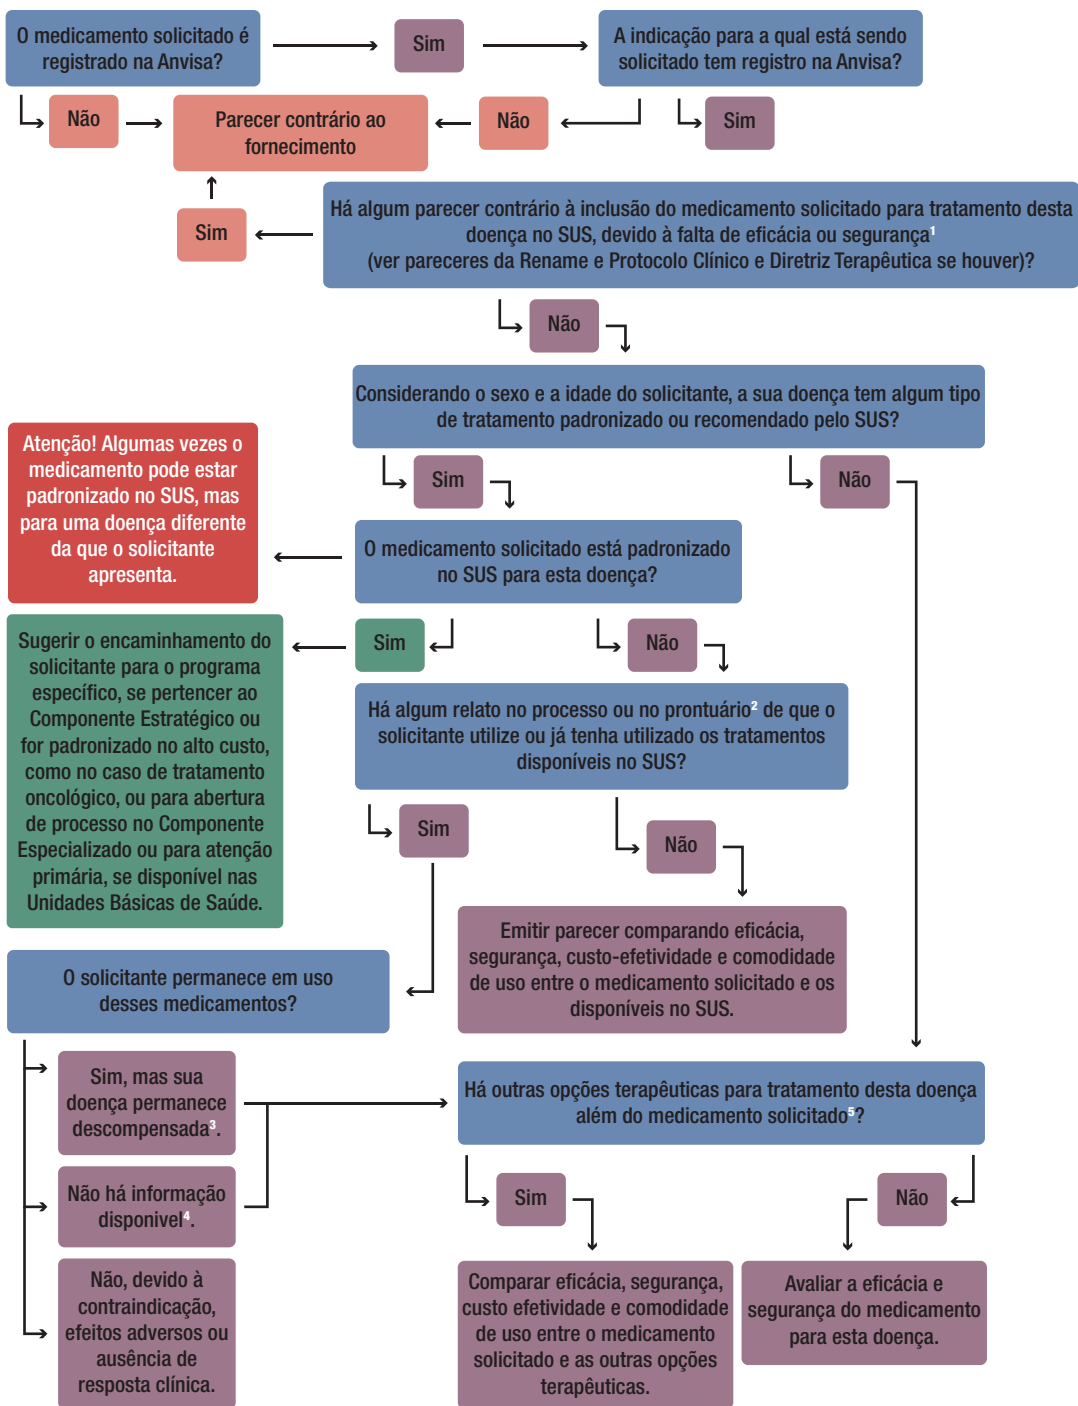 O medicamento solicitado é
registrado na Anvisa?
Sim
A indicação para a qual está sendo
solicitado tem registro na Anvisa?
Não
Parecer contrário ao
fornecimento
Não
Sim
Sim
Há algum parecer contrário à inclusão do medicamento solicitado para tratamento desta
doença no SUS, devido à falta de eficácia ou segurança¹
(ver pareceres da Rename e Protocolo Clínico e Diretriz Terapêutica se houver)?
Não
Considerando o sexo e a idade do solicitante, a sua doença tem algum tipo
de tratamento padronizado ou recomendado pelo SUS?
Atenção! Algumas vezes o
medicamento pode estar
padronizado no SUS, mas
para uma doença diferente
da que o solicitante
apresenta.
Sim
Não
O medicamento solicitado está padronizado
no SUS para esta doença?
Sugerir o encaminhamento do
solicitante para o programa
específico, se pertencer ao
Componente Estratégico ou
for padronizado no alto custo,
como no caso de tratamento
oncológico, ou para abertura
de processo no Componente
Especializado ou para atenção
primária, se disponível nas
Unidades Básicas de Saúde.
Sim
Não
Há algum relato no processo ou no prontuário² de que o
solicitante utilize ou já tenha utilizado os tratamentos
disponíveis no SUS?
Sim
Não
Emitir parecer comparando eficácia,
segurança, custo-efetividade e comodidade
de uso entre o medicamento solicitado e os
disponíveis no SUS.
O solicitante permanece em uso
desses medicamentos?
Sim, mas sua
doença permanece
descompensada³.
Não há informação
disponivel⁴.
Não, devido à
contraindicação,
efeitos adversos ou
ausência de
resposta clínica.
Há outras opções terapêuticas para tratamento desta doença
além do medicamento solicitado⁵?
Sim
Não
Comparar eficácia, segurança,
custo efetividade e comodidade
de uso entre o medicamento
solicitado e as outras opções
terapêuticas.
Avaliar a eficácia e
segurança do medicamento
para esta doença.